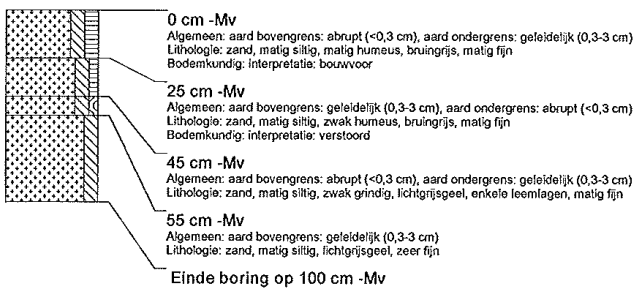 0 cm -Mv
Algemeen: aard bovengrens: abrupt (<0,3 cm), aard ondergrens: geleidelijk (0,3-3 cm)
Lithologie: zand, matig siltig, matig humeus, bruingrijs, matig fijn
Bodemkundig: interpretatie: bouwvoor
25 cm -Mv
Algemeen: aard bovengrens: geleidelijk (0,3-3 cm), aard ondergrens: abrupt (<0,3 cm)
Lithologie: zand, matig siltig, zwak humeus, bruingrijs, matig fijn
Bodemkundig: interpretatie: verstoord
45 cm -Mv
Algemeen: aard bovengrens: abrupt (<0,3 cm), aard ondergrens: geleidelijk (0,3-3 cm)
Lithologie: zand, matig siltig, zwak grindig, lichtgrijsgeel, enkele leemlagen, matig fijn
55 cm -Mv
Algemeen: aard bovengrens: geleidelijk (0,3-3 cm)
Lithologie: zand, matig siltig, lichtgrijsgeel, zeer fijn
Einde boring op 100 cm -Mv